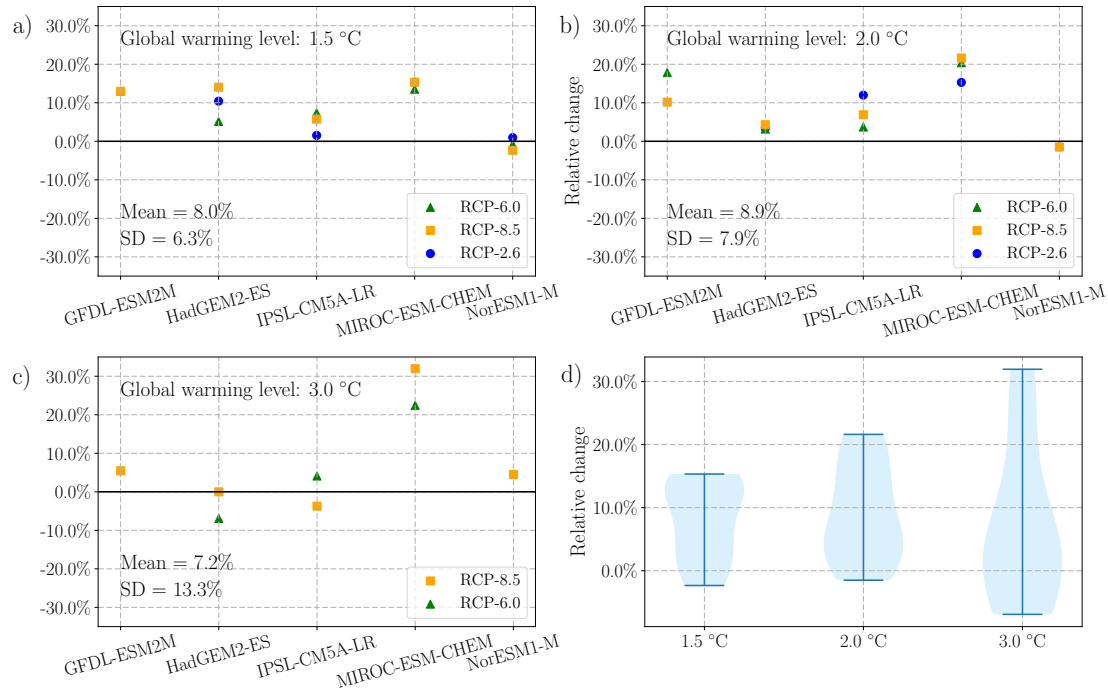 a)
Global warming level: 1.5 °C
20.0%
10.0%
0.0%
-10.0%
-20.0%
-30.0%
Mean = 8.0%
SD = 6.3%
RCP-6.0
RCP-8.5
RCP-2.6
GFDL-ESM2M
HadGEM2-ES
IPSL-CM5A-LR
MIROC-ESM-CHEM
NorESM1-M
b)
Global warming level: 2.0 °C
Relative change
30.0%
20.0%
10.0%
0.0%
-10.0%
-20.0%
-30.0%
Mean = 8.9%
SD = 7.9%
RCP-6.0
RCP-8.5
RCP-2.6
GFDL-ESM2M
HadGEM2-ES
IPSL-CM5A-LR
MIROC-ESM-CHEM
NorESM1-M
c)
Global warming level: 3.0 °C
30.0%
20.0%
10.0%
0.0%
-10.0%
-20.0%
-30.0%
Mean = 7.2%
SD = 13.3%
RCP-8.5
RCP-6.0
GFDL-ESM2M
HadGEM2-ES
IPSL-CM5A-LR
MIROC-ESM-CHEM
NorESM1-M
d)
Relative change
30.0%
20.0%
10.0%
0.0%
1.5 °C
2.0 °C
3.0 °C